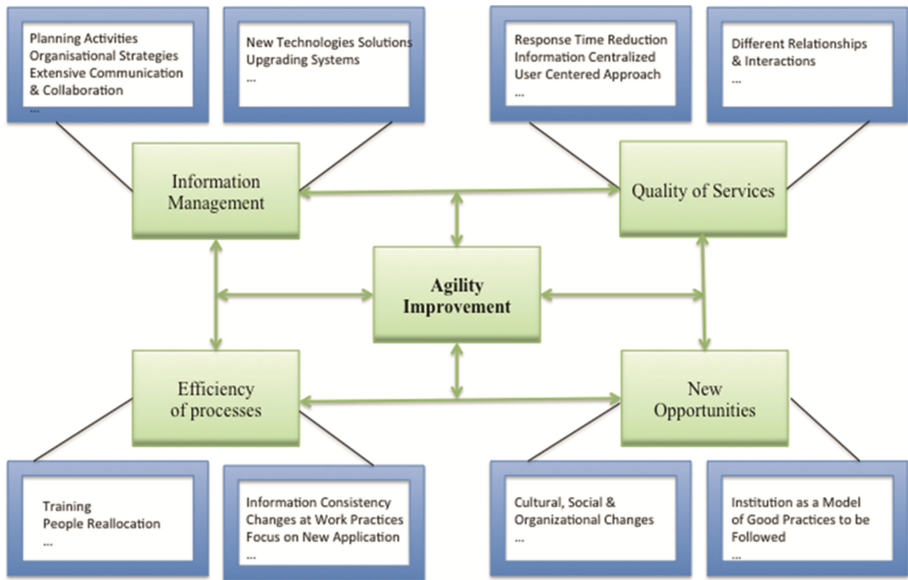 Planning Activities
Organisational Strategies
Extensive Communication
& Collaboration
...
New Technologies Solutions
Upgrading Systems
...
Response Time Reduction
Information Centralized
User Centered Approach
...
Different Relationships
& Interactions
...
Information
Management
Quality of Services
Agility
Improvement
Efficiency
of processes
New
Opportunities
Training
People Reallocation
...
Information Consistency
Changes at Work Practices
Focus on New Application
...
Cultural, Social &
Organizational Changes
...
Institution as a Model
of Good Practices to be
Followed
...